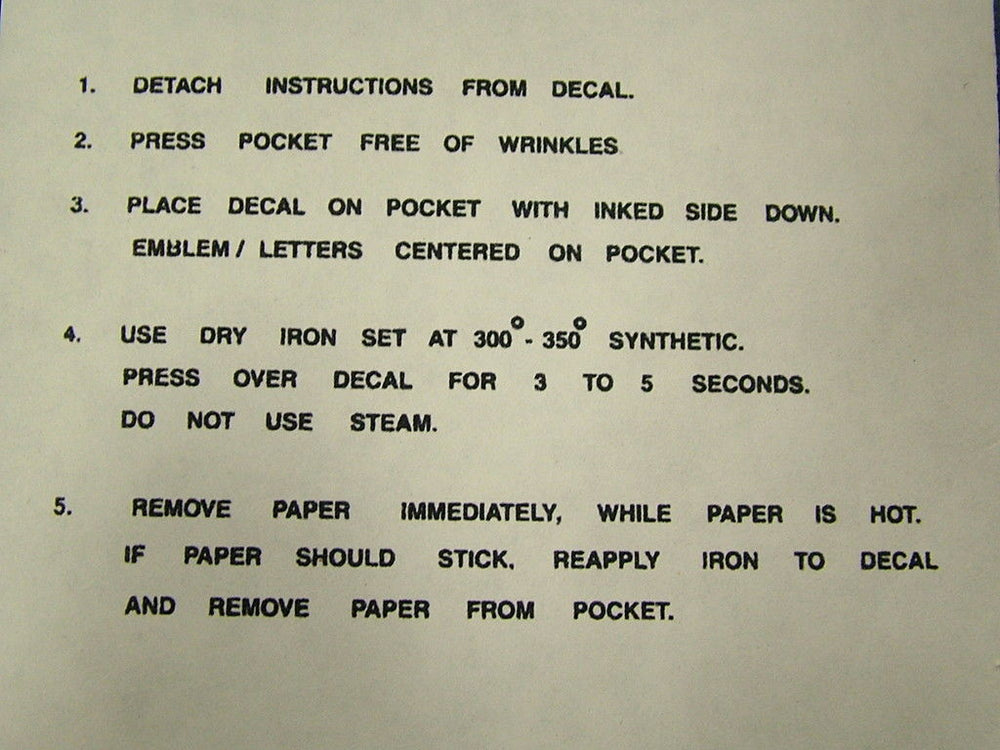 1. DETACH INSTRUCTIONS FROM DECAL.
2. PRESS POCKET FREE OF WRINKLES
3. PLACE DECAL ON POCKET WITH INKED SIDE DOWN.
EMBLEM / LETTERS CENTERED ON POCKET.
4. USE DRY IRON SET AT 300° - 350° SYNTHETIC.
PRESS OVER DECAL FOR 3 TO 5 SECONDS.
DO NOT USE STEAM.
5. REMOVE PAPER IMMEDIATELY, WHILE PAPER IS HOT.
IF PAPER SHOULD STICK, REAPPLY IRON TO DECAL
AND REMOVE PAPER FROM POCKET.